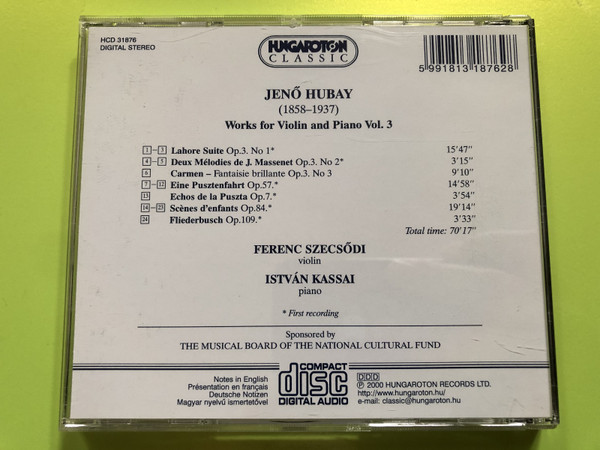 HCD 31876
DIGITAL STEREO
HUNGAROTON
CLASSIC
5 991813 187628
JENŐ HUBAY
(1858–1937)
Works for Violin and Piano Vol. 3
1 – 3 Lahore Suite Op.3. No 1* 15'47"
4 – 5 Deux Mélodies de J. Massenet Op.3. No 2* 3'15"
6 Carmen – Fantaisie brillante Op.3. No 3 9'10"
7 – 12 Eine Pusztenfahrt Op.57.* 14'58"
13 Echos de la Puszta Op.7.* 3'54"
14 – 23 Scènes d'enfants Op.84.* 19'14"
24 Fliederbusch Op.109.* 3'33"
Total time: 70'17"
FERENC SZECSŐDI
violin
ISTVÁN KASSAI
piano
* First recording
Sponsored by
THE MUSICAL BOARD OF THE NATIONAL CULTURAL FUND
Notes in English
Présentation en français
Deutsche Notizen
Magyar nyelvű ismertetővel
COMPACT
disc
DIGITAL AUDIO
DDD
℗ 2000 HUNGAROTON RECORDS LTD.
http://www.hungaroton.hu/
e-mail: classic@hungaroton.hu